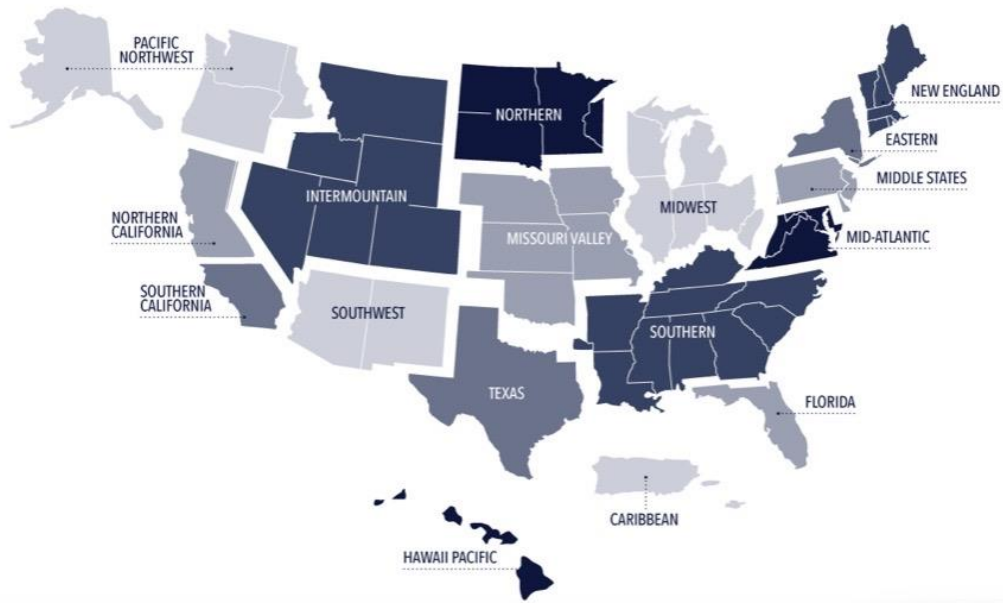 PACIFIC
NORTHWEST
NORTHERN
NEW ENGLAND
EASTERN
MIDDLE STATES
INTERMOUNTAIN
MIDWEST
NORTHERN
CALIFORNIA
MISSOURI VALLEY
MID-ATLANTIC
SOUTHERN
CALIFORNIA
SOUTHWEST
SOUTHERN
TEXAS
FLORIDA
CARIBBEAN
HAWAII PACIFIC